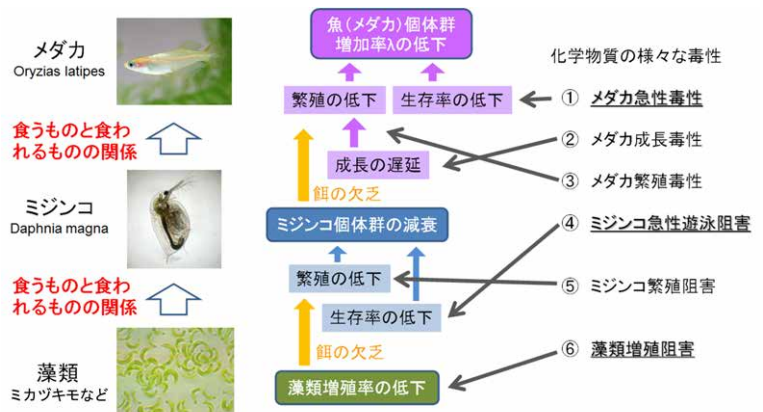 メダカ
Oryzias latipes
食うものと食わ
れるものの関係
ミジンコ
Daphnia magna
食うものと食わ
れるものの関係
藻類
ミカヅキモなど
魚(メダカ)個体群
増加率λの低下
繁殖の低下
生存率の低下
成長の遅延
餌の欠乏
ミジンコ個体群の減衰
繁殖の低下
生存率の低下
餌の欠乏
藻類増殖率の低下
化学物質の様々な毒性
① メダカ急性毒性
② メダカ成長毒性
③ メダカ繁殖毒性
④ ミジンコ急性遊泳阻害
⑤ ミジンコ繁殖阻害
⑥ 藻類増殖阻害